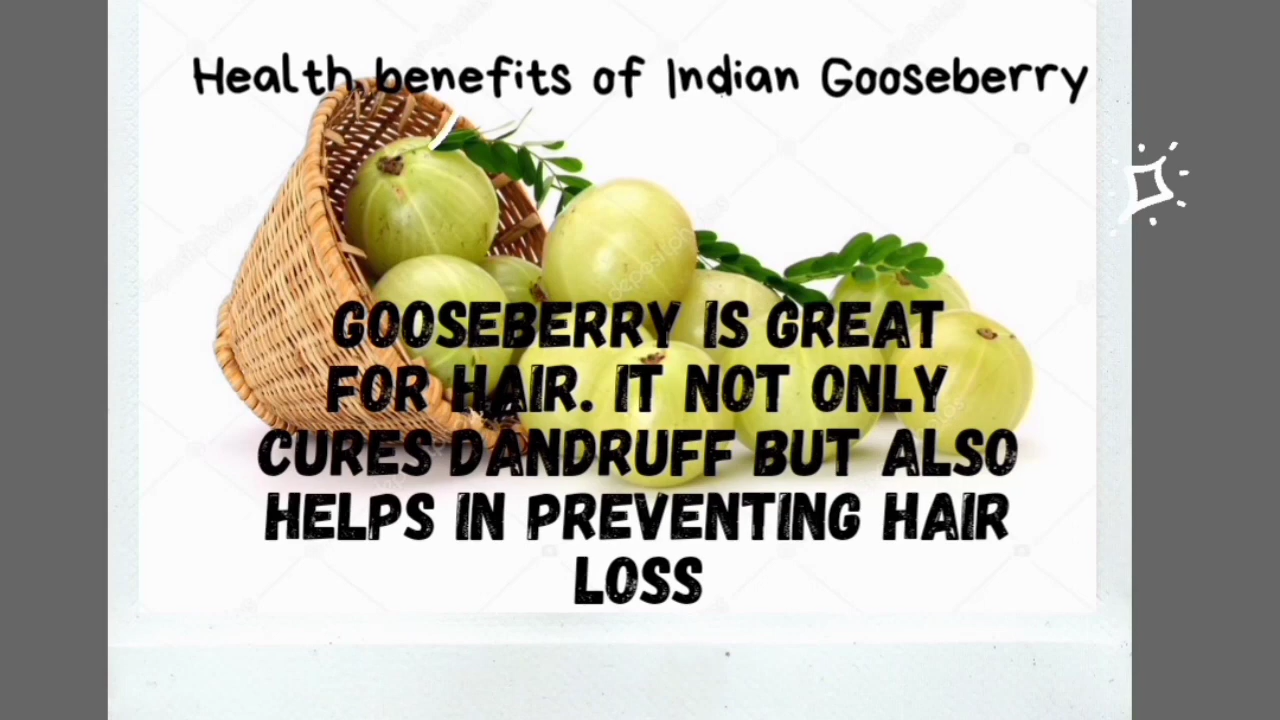 Health benefits of Indian Gooseberry
GOOSEBERRY IS GREAT
FOR HAIR. IT NOT ONLY
CURES DANDRUFF BUT ALSO
HELPS IN PREVENTING HAIR
LOSS
depositphotos